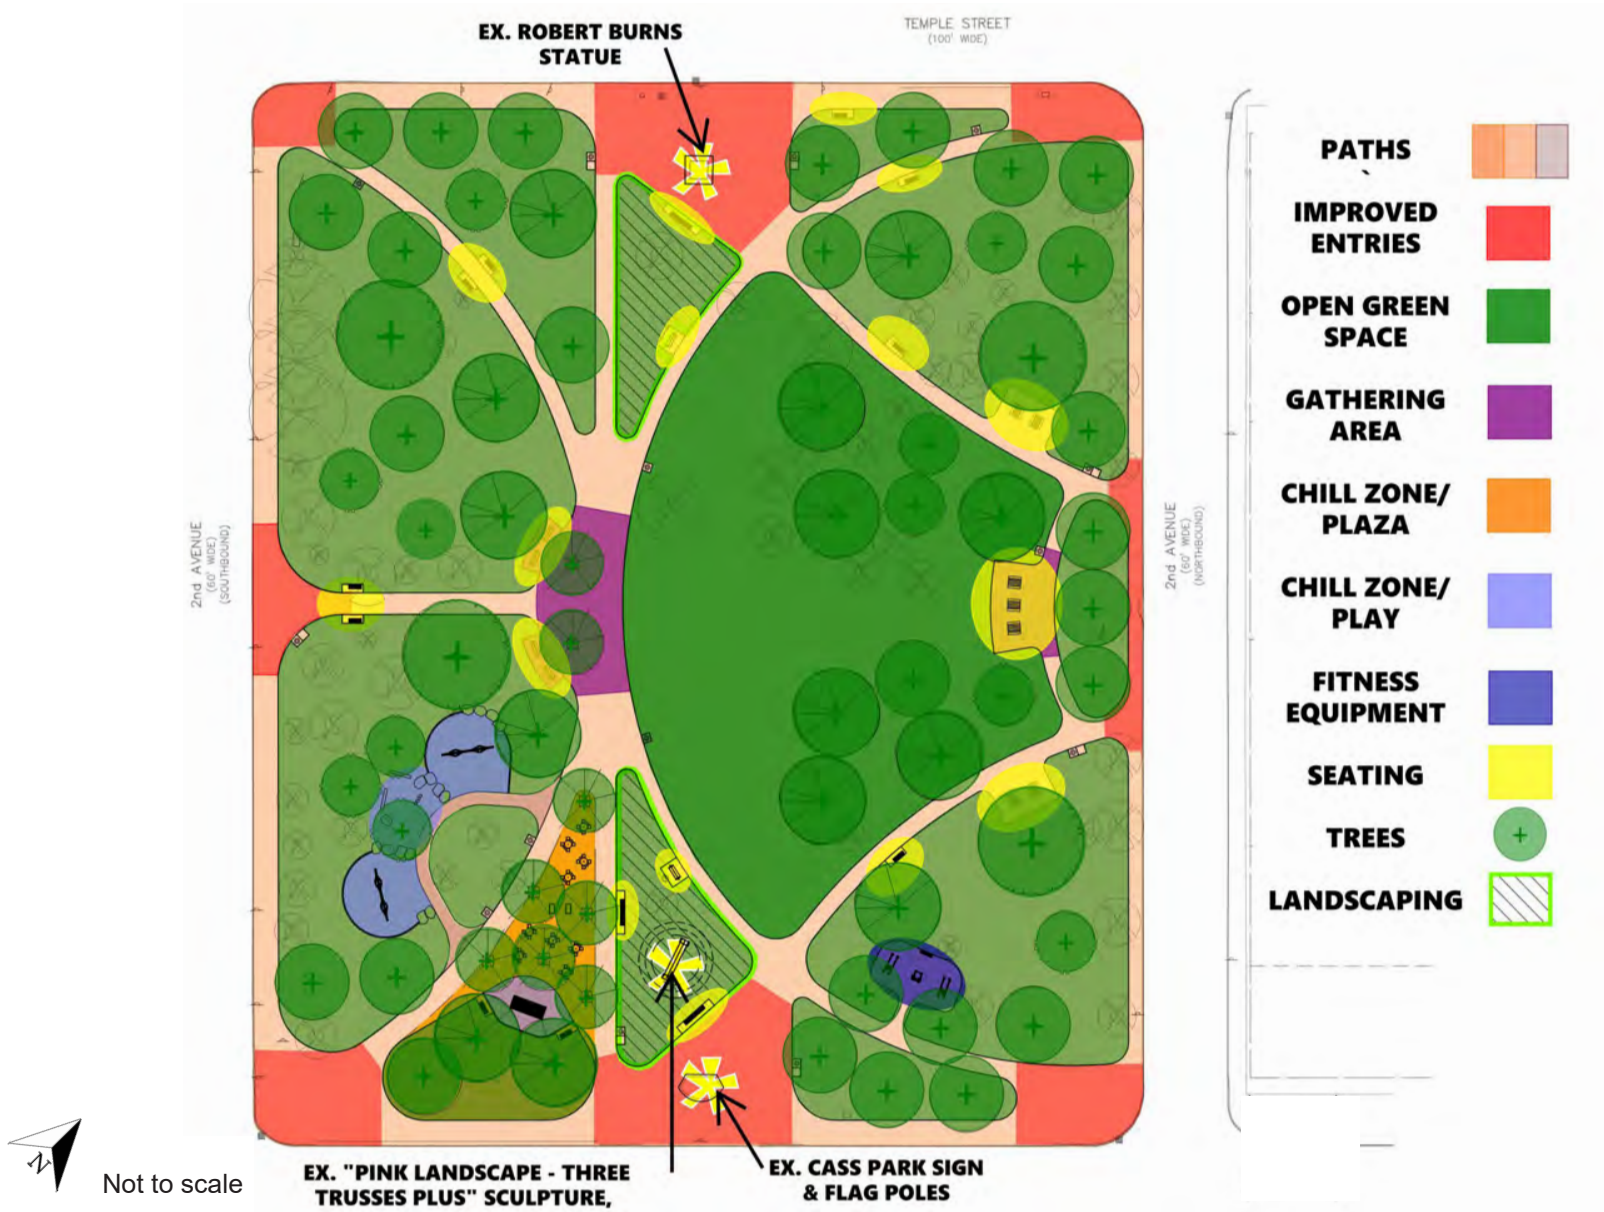 EX. ROBERT BURNS
STATUE
TEMPLE STREET
(100' WIDE)
2nd AVENUE
(60' WIDE)
(SOUTHBOUND)
2nd AVENUE
(60' WIDE)
(NORTHBOUND)
PATHS
IMPROVED
ENTRIES
OPEN GREEN
SPACE
GATHERING
AREA
CHILL ZONE/
PLAZA
CHILL ZONE/
PLAY
FITNESS
EQUIPMENT
SEATING
TREES
LANDSCAPING
N
Not to scale
EX. "PINK LANDSCAPE - THREE
TRUSSES PLUS" SCULPTURE,
EX. CASS PARK SIGN
& FLAG POLES